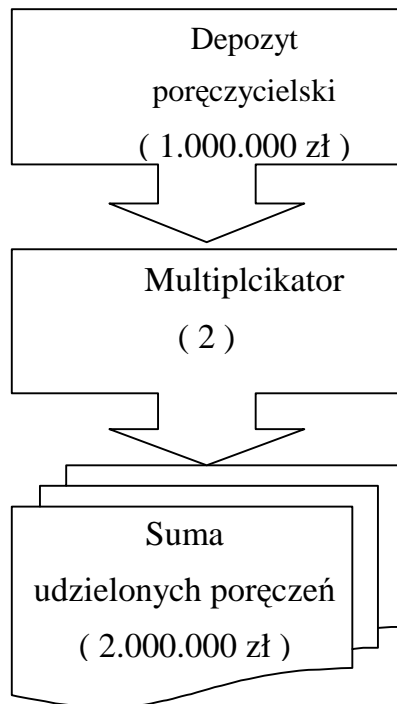 Depozyt
poręczycielski
( 1.000.000 zł )
Multiplcikator
( 2 )
Suma
udzielonych poręczeń
( 2.000.000 zł )